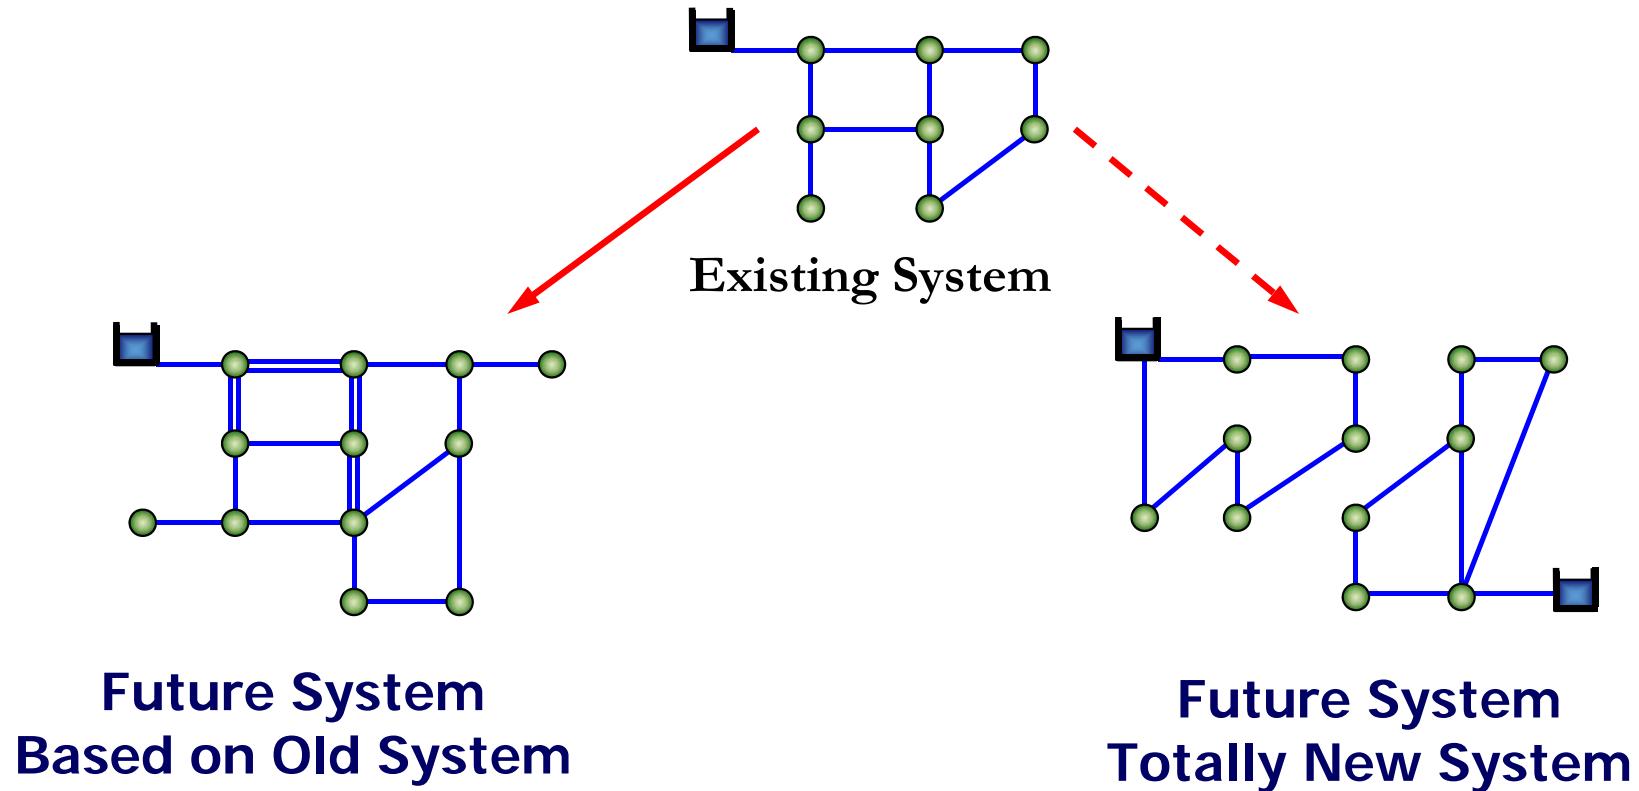 Existing System
Future System
Based on Old System
Future System
Totally New System